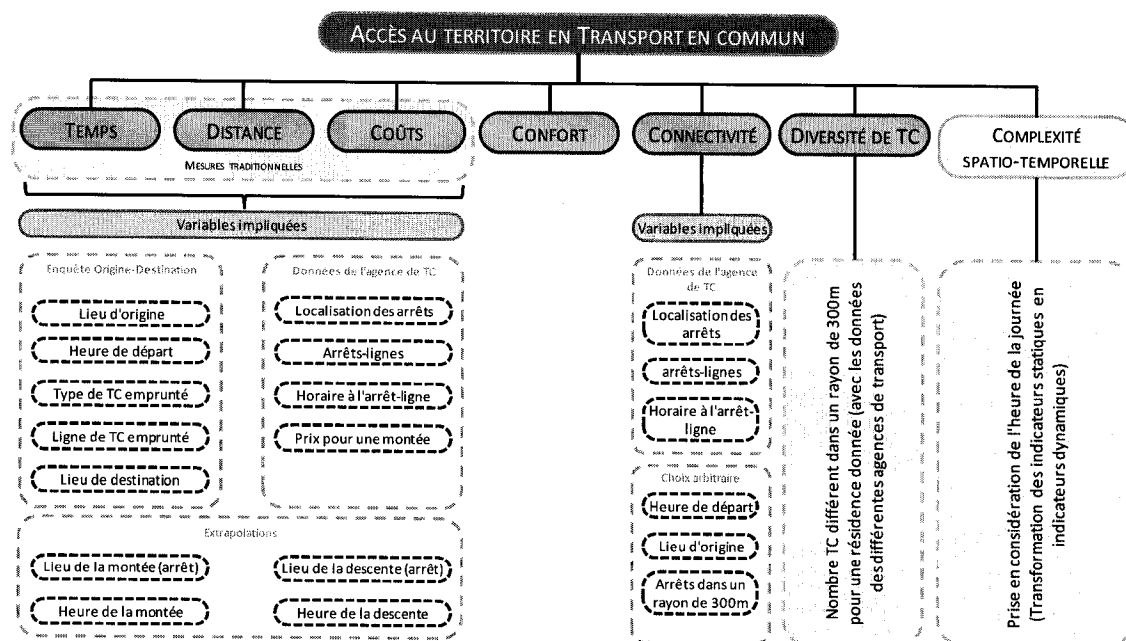 ACCÈS AU TERRITOIRE EN TRANSPORT EN COMMUN
TEMPS
DISTANCE
COÛTS
CONFORT
CONNECTIVITÉ
DIVERSITÉ DE TC
COMPLEXITÉ
SPATIO-TEMPORELLE
MESURES TRADITIONNELLES
Variables impliquées
Enquête Origine-Destination
Lieu d'origine
Heure de départ
Type de TC emprunté
Ligne de TC emprunté
Lieu de destination
Données de l'agence de TC
Localisation des arrêts
Arrêts-lignes
Horaire à l'arrêt-ligne
Prix pour une montée
Extrapolations
Lieu de la montée (arrêt)
Lieu de la descente (arrêt)
Heure de la montée
Heure de la descente
Variables impliquées
Données de l'agence
de TC
Localisation des
arrêts
arrêts-lignes
Horaire à l'arrêt-
ligne
Choix arbitraire
Heure de départ
Lieu d'origine
Arrêts dans un
rayon de 300m
Nombre TC différent dans un rayon de 300m
pour une résidence donnée (avec les données
des différentes agences de transport)
Prise en considération de l'heure de la journée
(Transformation des indicateurs statiques en
indicateurs dynamiques)